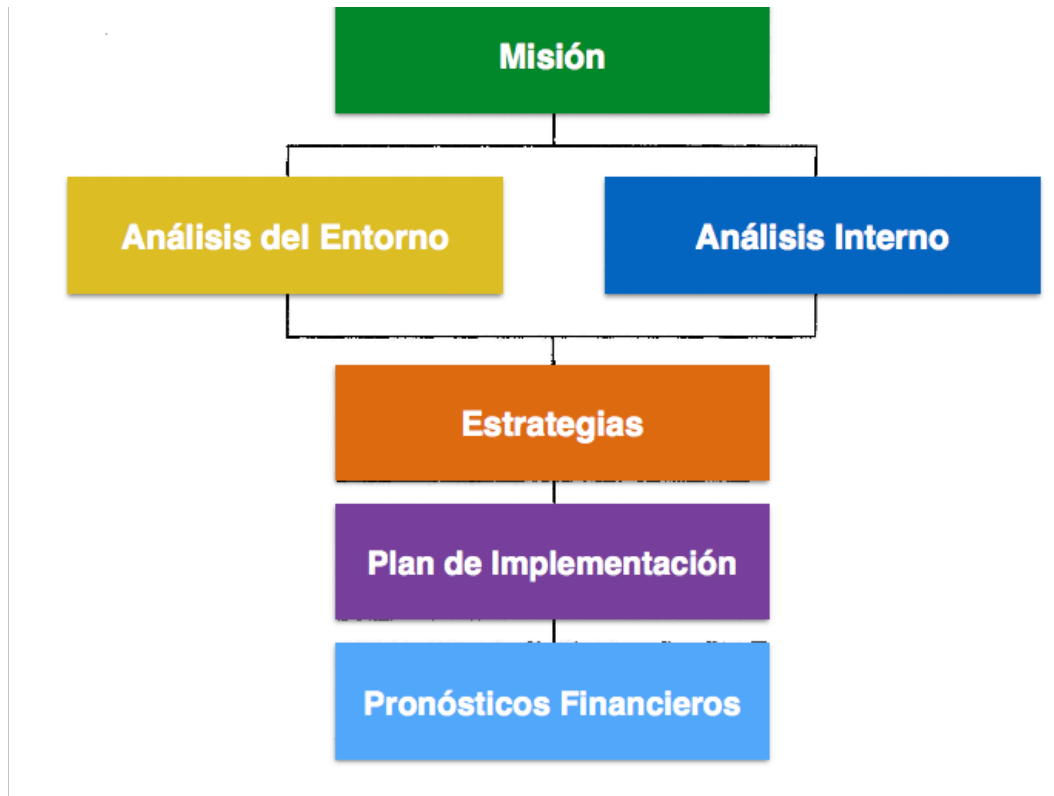 Misión
Análisis del Entorno
Análisis Interno
Estrategias
Plan de Implementación
Pronósticos Financieros